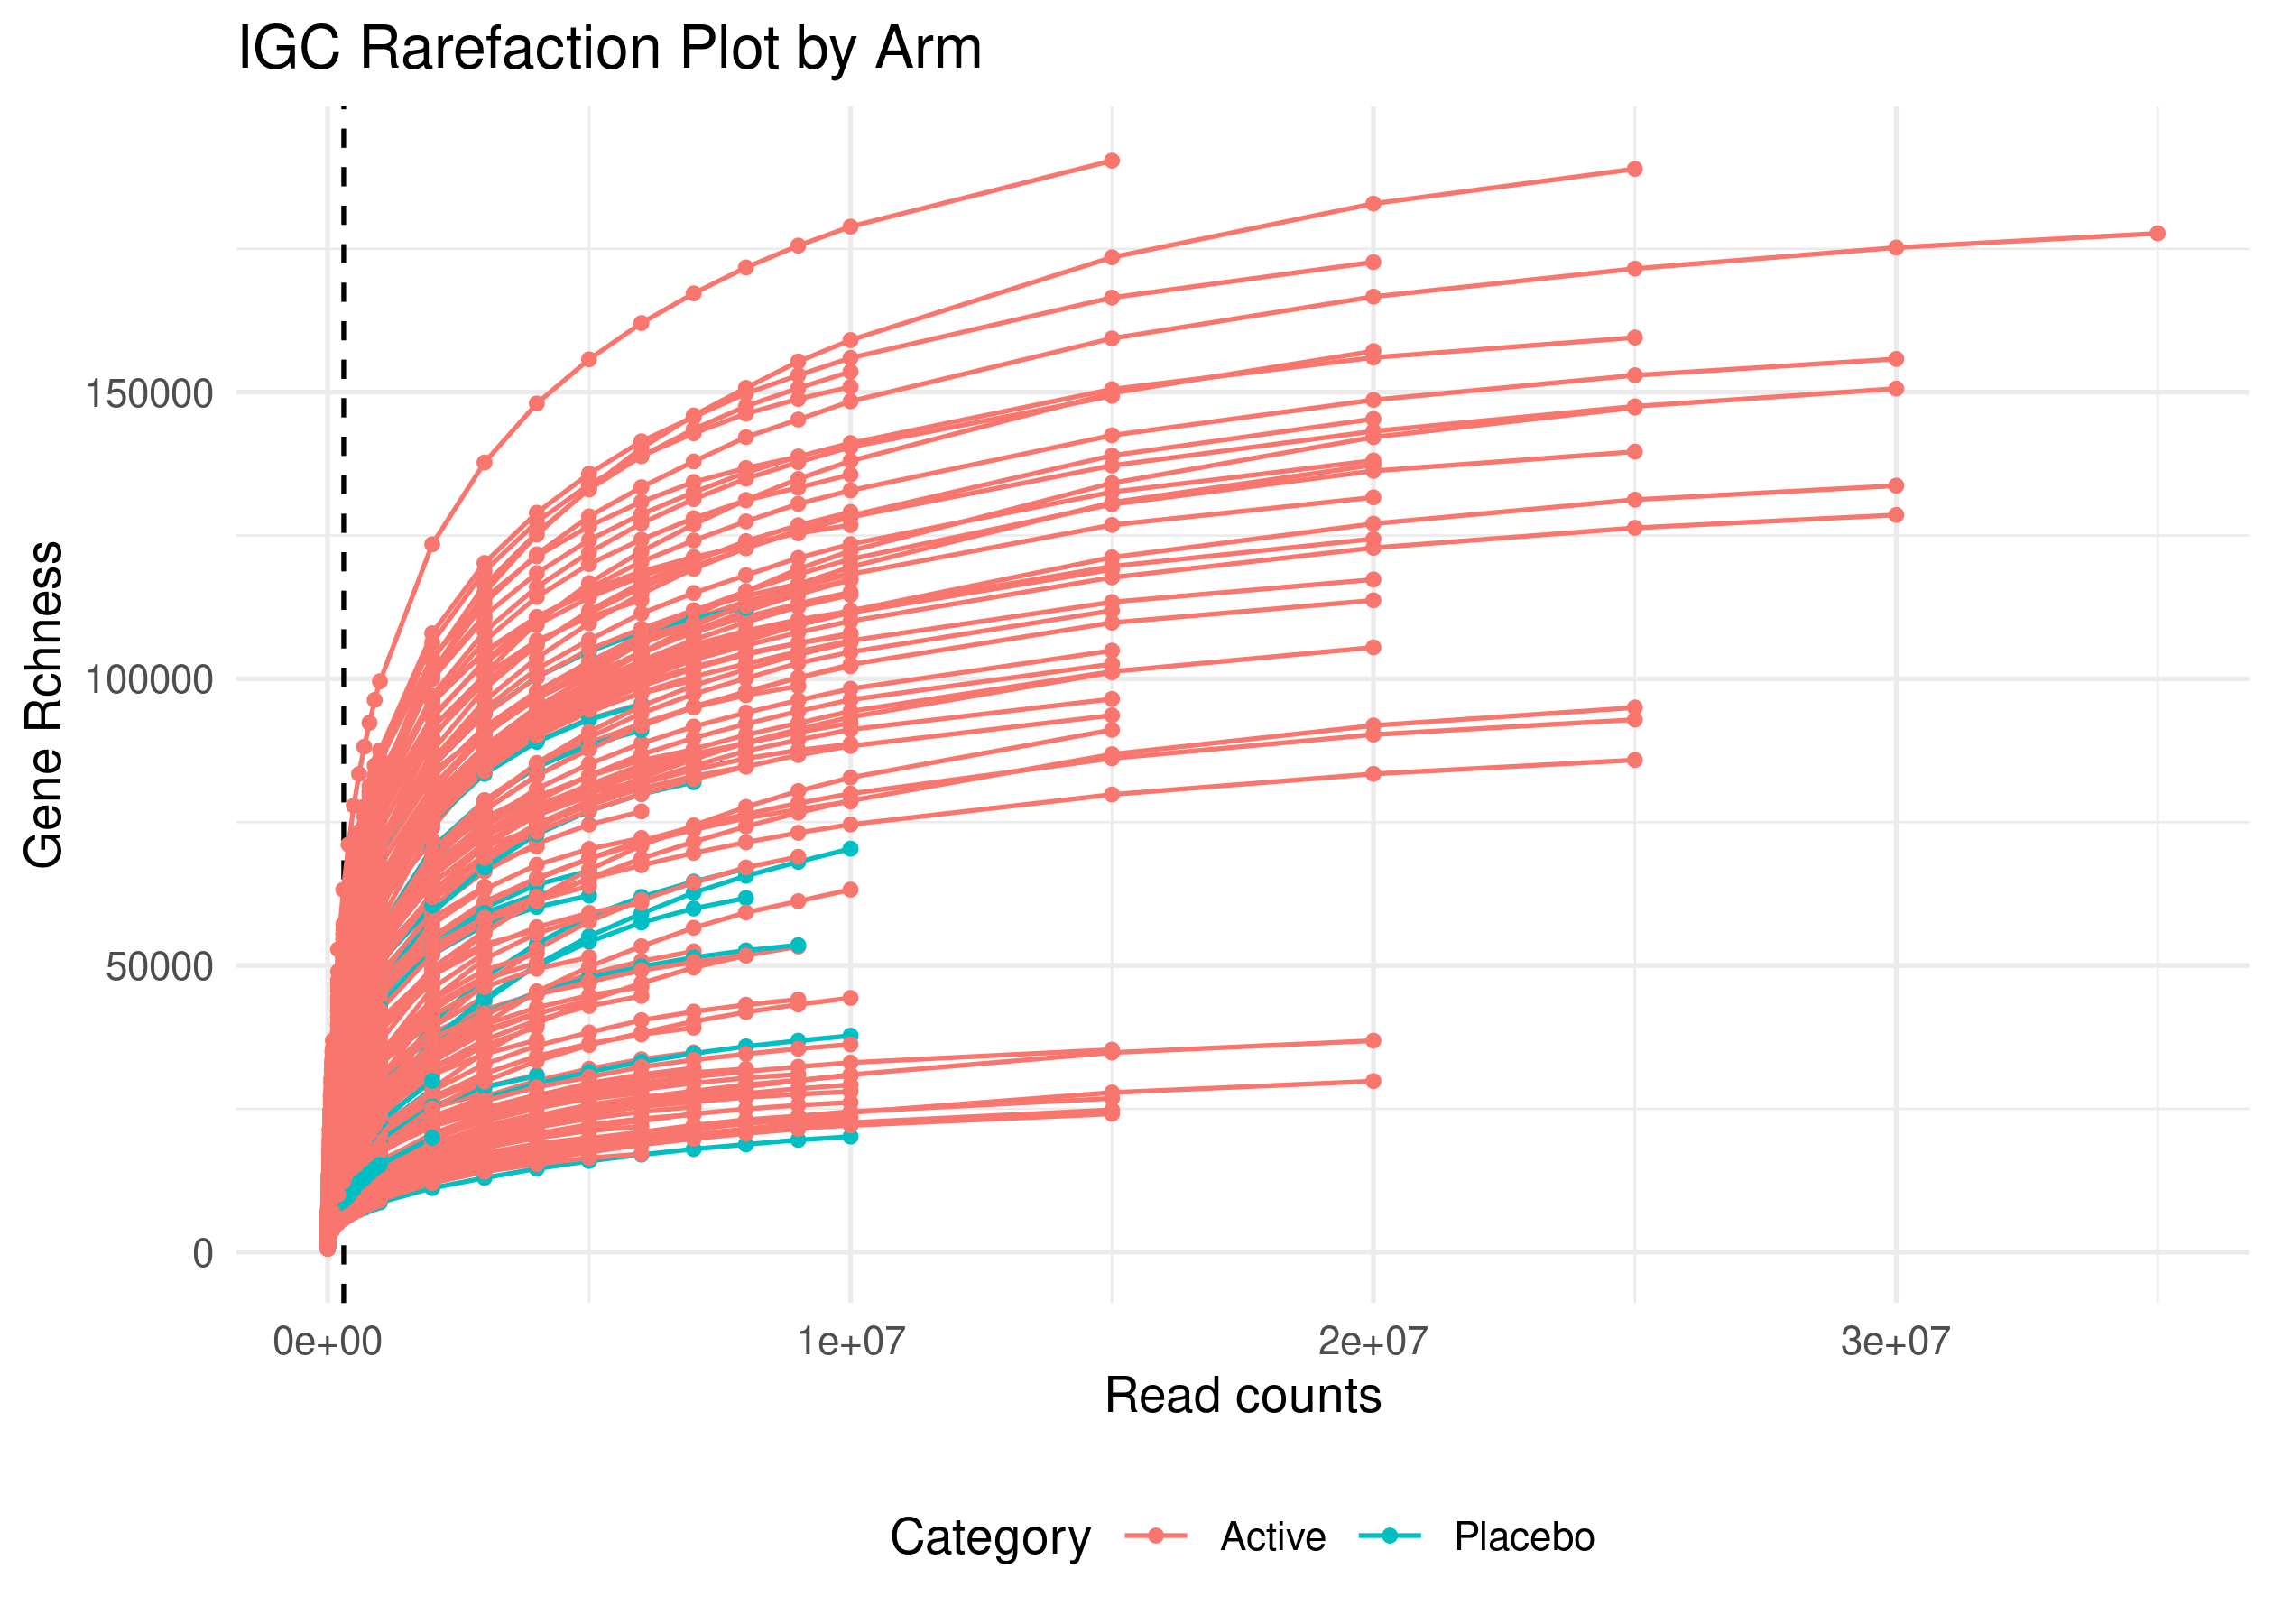 IGC Rarefaction Plot by Arm
Gene Rchness
150000
100000
50000
0
0e+00 1e+07 2e+07 3e+07
Read counts
Category Active Placebo